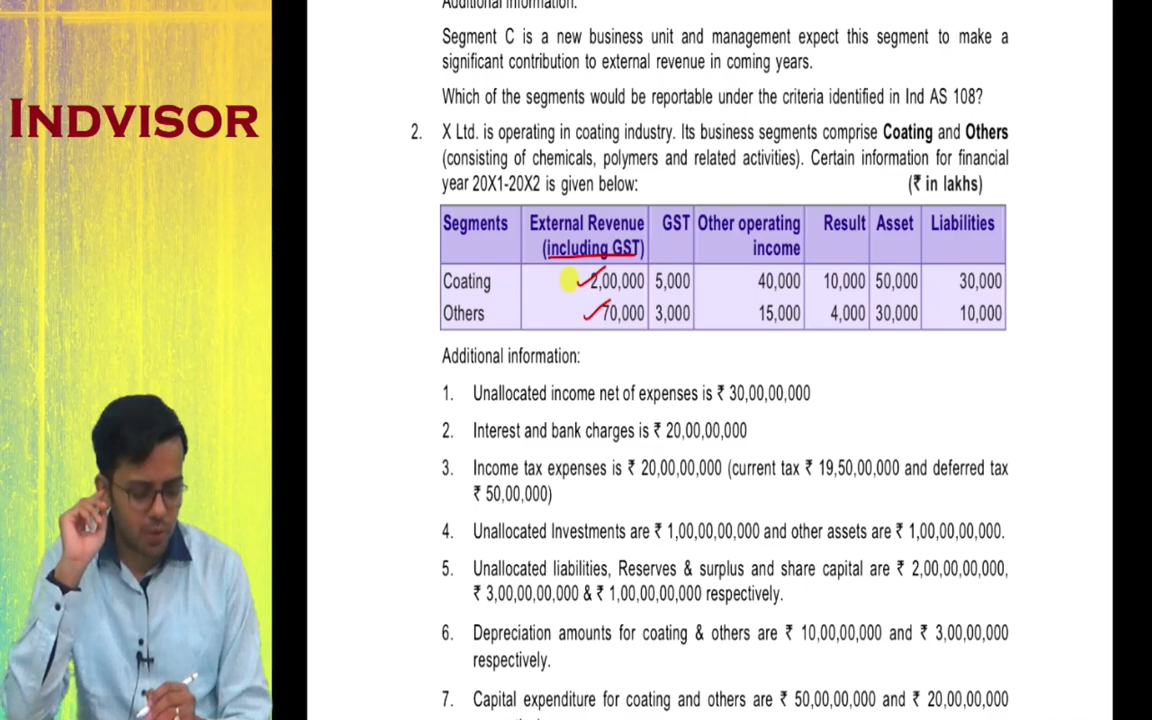 INDVISOR
Additional information:
Segment C is a new business unit and management expect this segment to make a
significant contribution to external revenue in coming years.
Which of the segments would be reportable under the criteria identified in Ind AS 108?
2. X Ltd. is operating in coating industry. Its business segments comprise Coating and Others
(consisting of chemicals, polymers and related activities). Certain information for financial
year 20X1-20X2 is given below: (₹ in lakhs)
Segments External Revenue GST Other operating Result Asset Liabilities
(including GST) income
Coating 2,00,000 5,000 40,000 10,000 50,000 30,000
Others 70,000 3,000 15,000 4,000 30,000 10,000
Additional information:
1. Unallocated income net of expenses is ₹ 30,00,00,000
2. Interest and bank charges is ₹ 20,00,00,000
3. Income tax expenses is ₹ 20,00,00,000 (current tax ₹ 19,50,00,000 and deferred tax
₹ 50,00,000)
4. Unallocated Investments are ₹ 1,00,00,00,000 and other assets are ₹ 1,00,00,00,000.
5. Unallocated liabilities, Reserves & surplus and share capital are ₹ 2,00,00,00,000,
₹ 3,00,00,00,000 & ₹ 1,00,00,00,000 respectively.
6. Depreciation amounts for coating & others are ₹ 10,00,00,000 and ₹ 3,00,00,000
respectively.
7. Capital expenditure for coating and others are ₹ 50,00,00,000 and ₹ 20,00,00,000